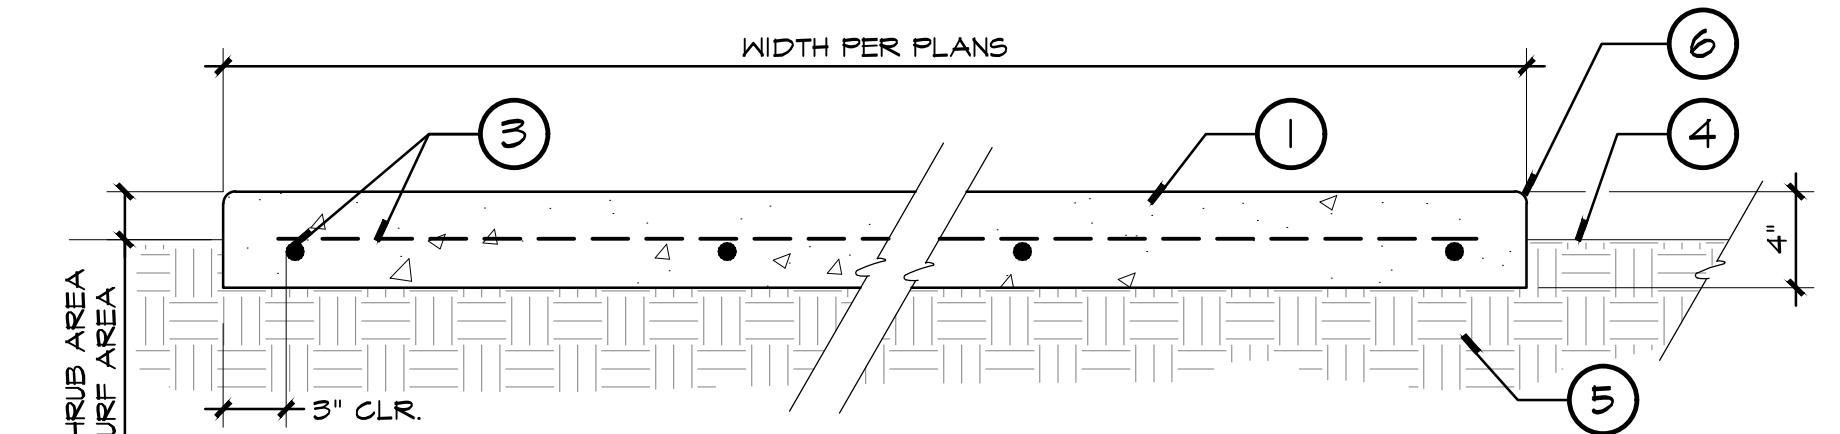 WIDTH PER PLANS
6
3
1
4
4"
HRUB AREA
URF AREA
5
3" CLR.